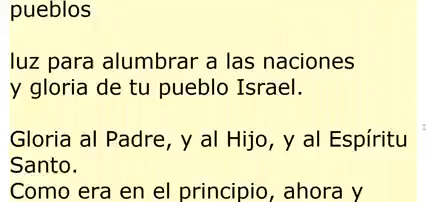 pueblos
luz para alumbrar a las naciones
y gloria de tu pueblo Israel.
Gloria al Padre, y al Hijo, y al Espíritu
Santo.
Como era en el principio, ahora y